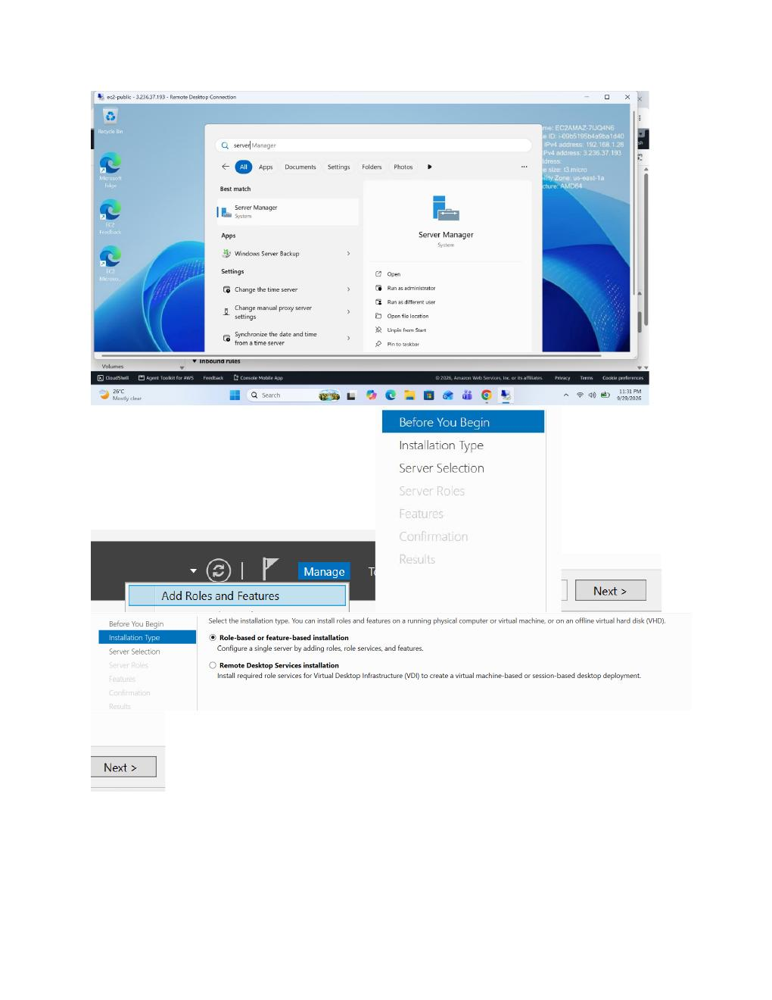 ec2-public - 3.236.37.193 - Remote Desktop Connection
Recycle Bin
Microsoft
Edge
EC2
Feedback
EC2
Microso...
server Manager
All Apps Documents Settings Folders Photos
Best match
Server Manager
System
Apps
Windows Server Backup
Settings
Change the time server
Change manual proxy server
settings
Synchronize the date and time
from a time server
Server Manager
System
Open
Run as administrator
Run as different user
Open file location
Unpin from Start
Pin to taskbar
me: EC2AMAZ-7IJQ4N6
e ID: i-09b5195b4a9ba1d40
IPv4 address: 192.168.1.26
IPv4 address: 3.236.37.193
ddress:
e size: t3.micro
ility Zone: us-east-1a
cture: AMD64
Volumes
Inbound rules
CloudShell Agent Toolkit for AWS Feedback Console Mobile App
© 2026, Amazon Web Services, Inc. or its affiliates. Privacy Terms Cookie preferences
26°C
Mostly clear
Search
11:31 PM
9/29/2026
Before You Begin
Installation Type
Server Selection
Server Roles
Features
Confirmation
Results
Manage To
Add Roles and Features
Next >
Before You Begin
Installation Type
Server Selection
Server Roles
Features
Confirmation
Results
Select the installation type. You can install roles and features on a running physical computer or virtual machine, or on an offline virtual hard disk (VHD).
Role-based or feature-based installation
Configure a single server by adding roles, role services, and features.
Remote Desktop Services installation
Install required role services for Virtual Desktop Infrastructure (VDI) to create a virtual machine-based or session-based desktop deployment.
Next >